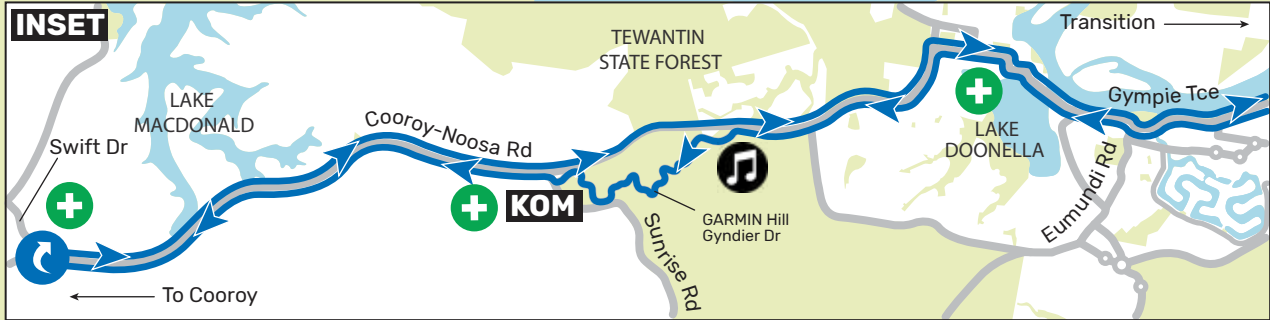 INSET
Transition
TEWANTIN
STATE FOREST
LAKE
MACDONALD
Gympie Tce
Cooroy-Noosa Rd
Swift Dr
LAKE
DOONELLA
KOM
GARMIN Hill
Gyndier Dr
Sunrise Rd
Eumundi Rd
To Cooroy